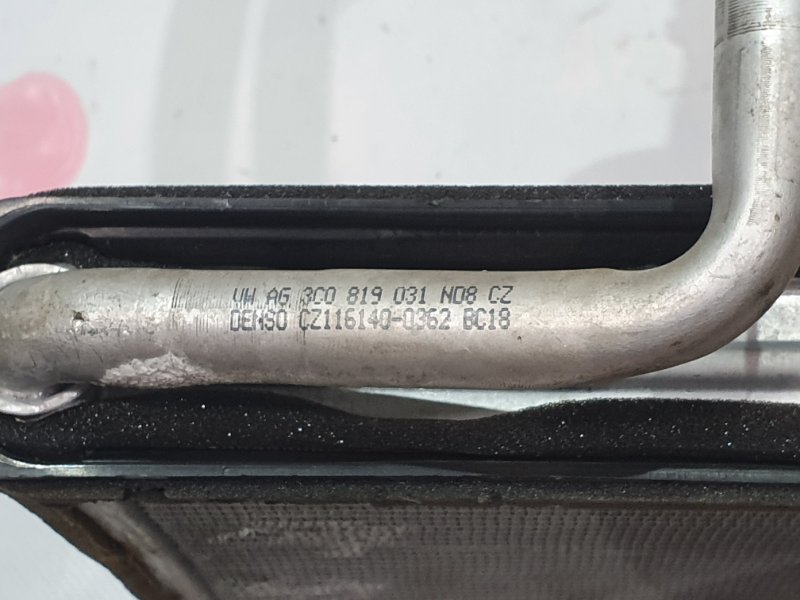 VW AG 3C0 819 031 ND8 CZ
DENSO CZ116140-0362 BC18